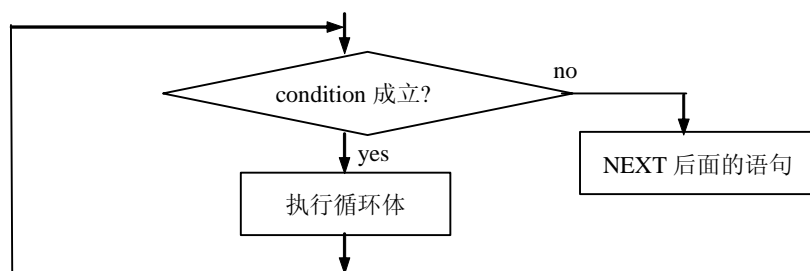 no
condition 成立?
yes
NEXT 后面的语句
执行循环体